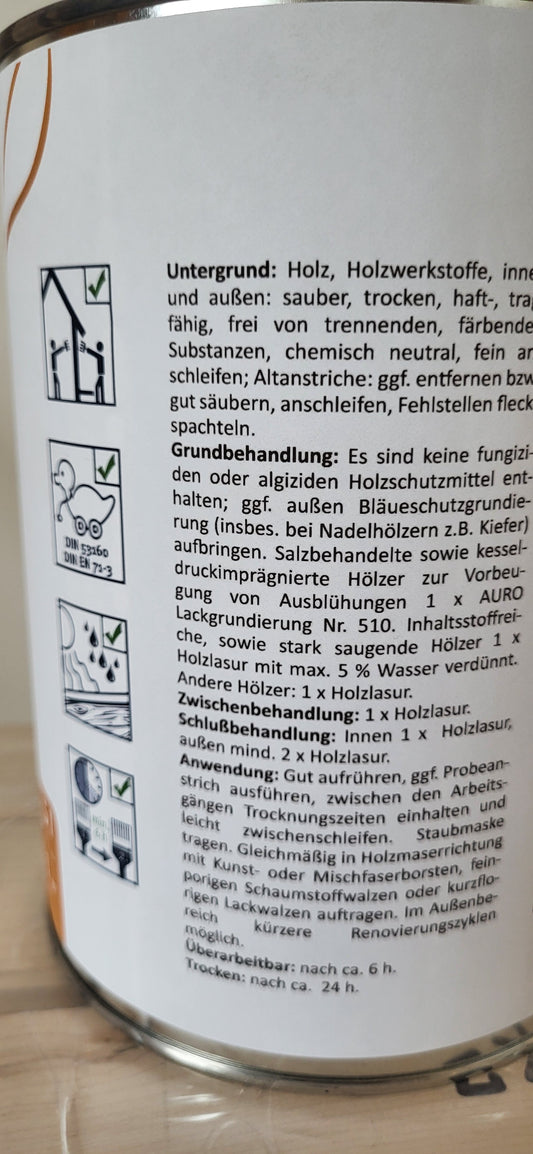 Untergrund: Holz, Holzwerkstoffe, inne
und außen: sauber, trocken, haft-, tra
fähig, frei von trennenden, färbende
Substanzen, chemisch neutral, fein an
schleifen; Altanstriche: ggf. entfernen bzw
gut säubern, anschleifen, Fehlstellen fleck
spachteln.
Grundbehandlung: Es sind keine fungizi-
den oder algiziden Holzschutzmittel ent-
halten; ggf. außen Bläueschutzgrundie-
rung (insbes. bei Nadelhölzern z.B. Kiefer)
aufbringen. Salzbehandelte sowie kessel-
druckimprägnierte Hölzer zur Vorbeu-
gung von Ausblühungen 1 x AURO
Lackgrundierung Nr. 510. Inhaltsstoffrei-
che, sowie stark saugende Hölzer 1 x
Holzlasur mit max. 5 % Wasser verdünnt.
Andere Hölzer: 1 x Holzlasur.
Zwischenbehandlung: 1 x Holzlasur.
Schlußbehandlung: Innen 1 x Holzlasur,
außen mind. 2 x Holzlasur.
Anwendung: Gut aufrühren, ggf. Probean-
strich ausführen, zwischen den Arbeits-
gängen Trocknungszeiten einhalten und
leicht zwischenschleifen. Staubmaske
tragen. Gleichmäßig in Holzmaserrichtung
mit Kunst- oder Mischfaserborsten, fein-
porigen Schaumstoffwalzen oder kurzflo-
rigen Lackwalzen auftragen. Im Außenbe-
reich kürzere Renovierungszyklen
möglich.
Überarbeitbar: nach ca. 6 h.
Trocken: nach ca. 24 h.
DIN 53160
DIN EN 71-3
min.
6 h